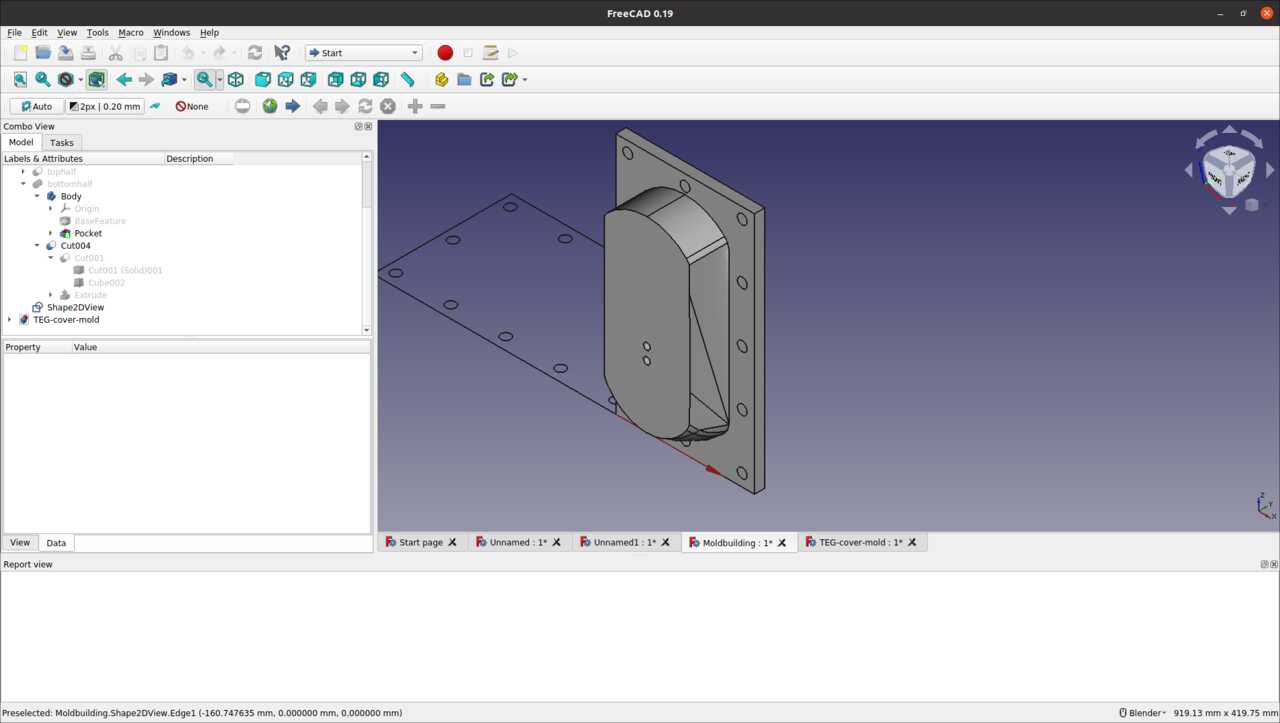 FreeCAD 0.19
File Edit View Tools Macro Windows Help
Start
Auto 2px | 0.20 mm None
Combo View
Model Tasks
Labels & Attributes Description
tophalf
bottomhalf
Body
Origin
BaseFeature
Pocket
Cut004
Cut001
Cut001 (Solid)001
Cube002
Extrude
Shape2DView
TEG-cover-mold
Property Value
View Data
Z
Y
X
Start page Unnamed : 1* Unnamed1 : 1* Moldbuilding : 1* TEG-cover-mold : 1*
Report view
Preselected: Moldbuilding.Shape2DView.Edge1 (-160.747635 mm, 0.000000 mm, 0.000000 mm) Blender 919.13 mm x 419.75 mm